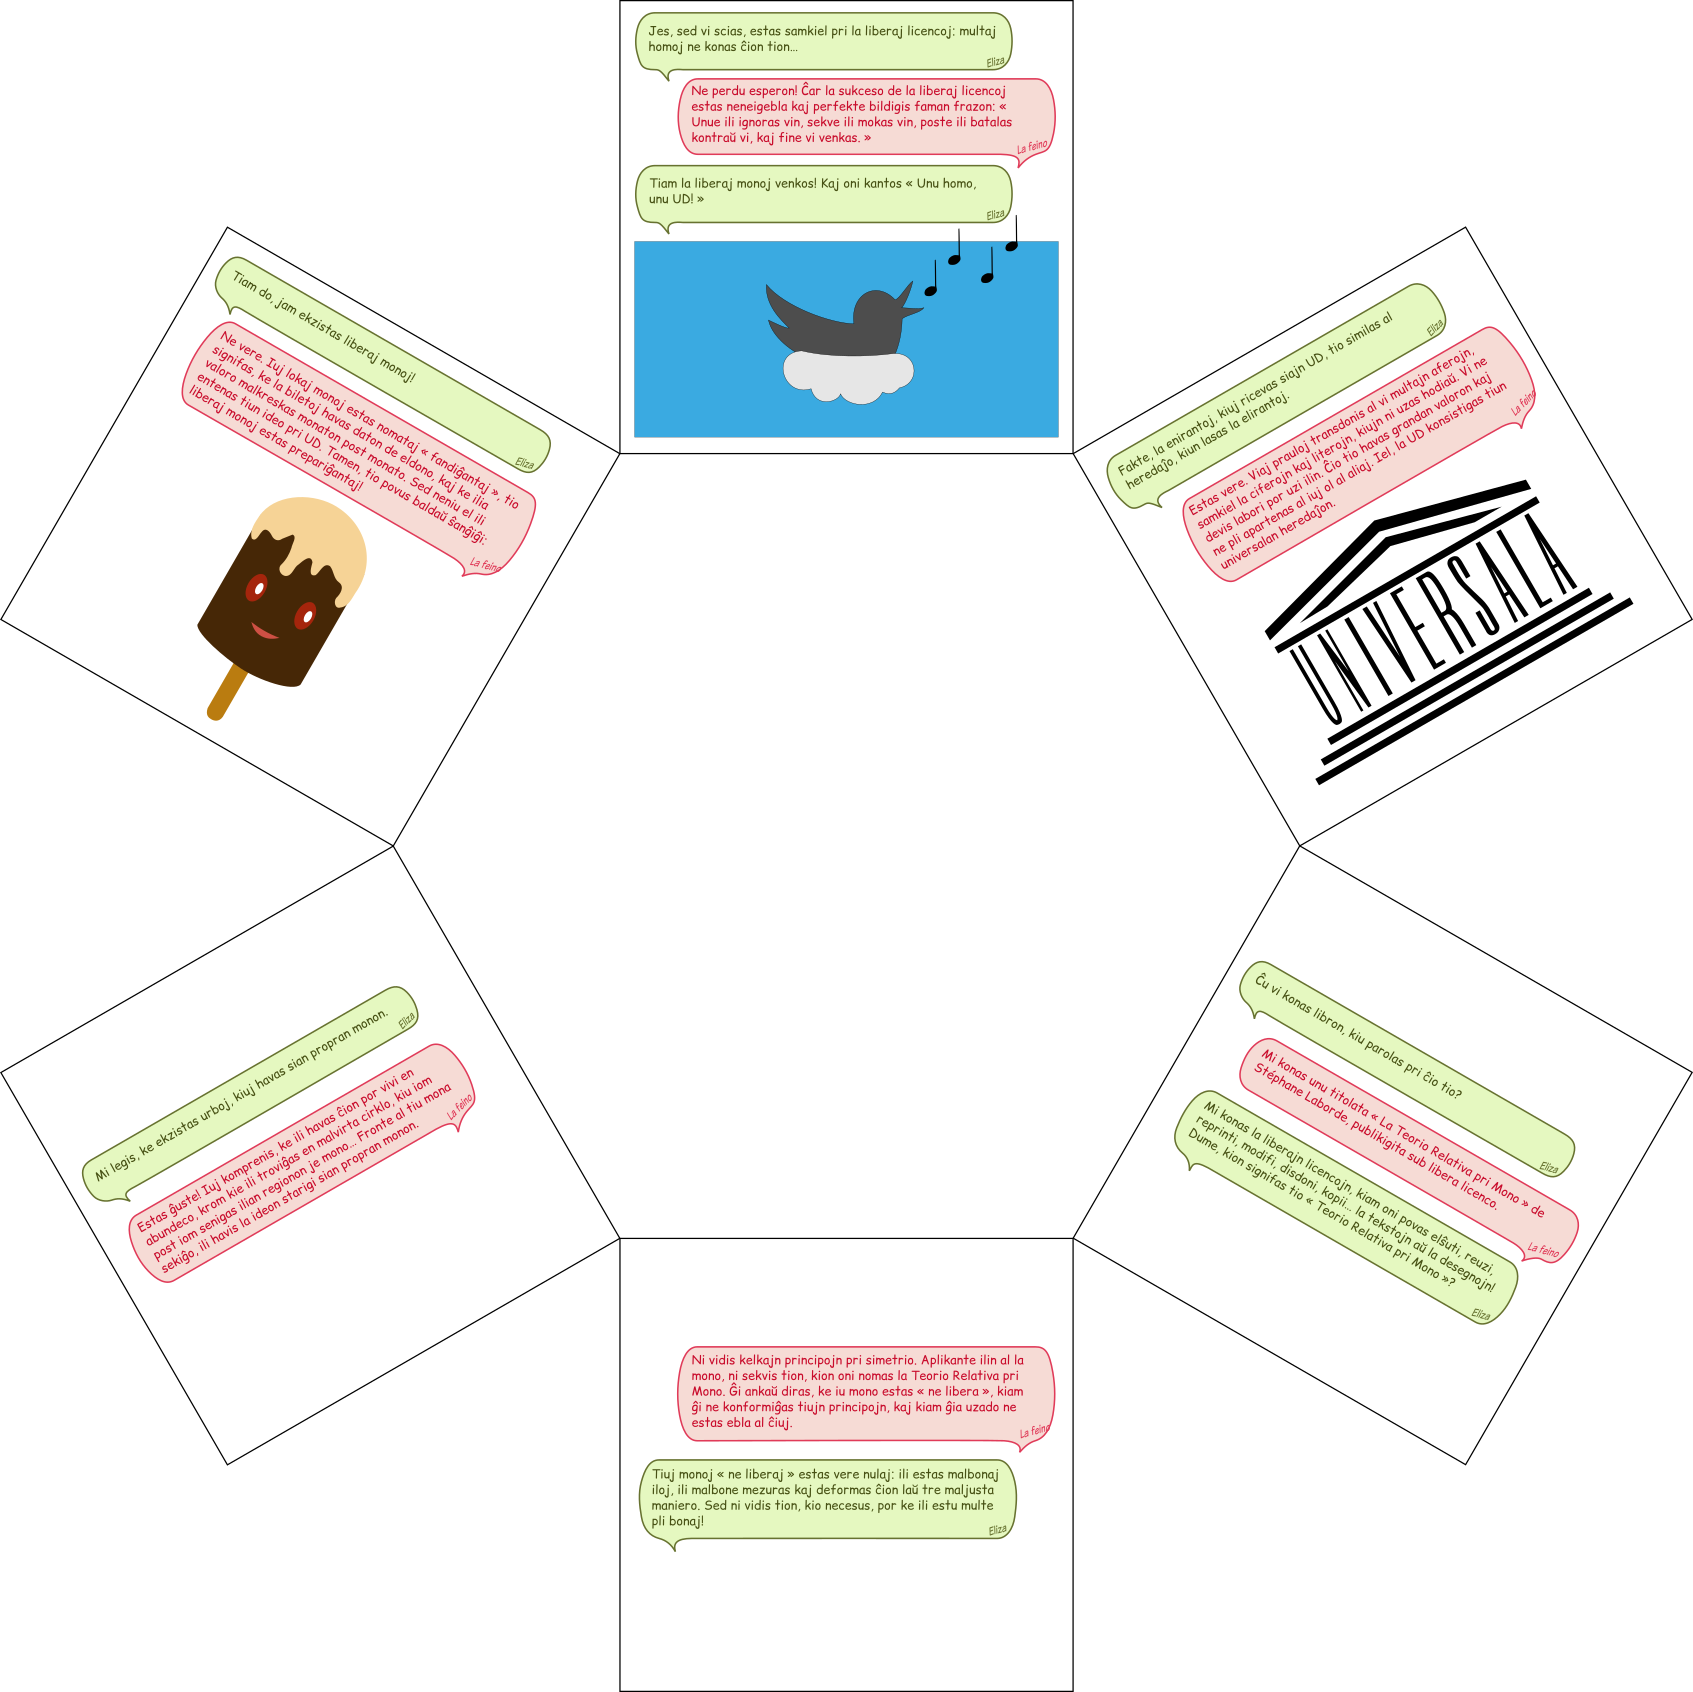 Jes, sed vi scias, estas samkiel pri la liberaj licencoj; multaj
homoj ne konas ĉion tion...
Eliza
Ne perdu esperon! Ĉar la sukceso de la liberaj licencoj
estas neneigebla kaj perfekte bildigis faman frazon: «
Unue ili ignoras vin, sekve ili mokas vin, poste ili batalas
kontraŭ vi, kaj fine vi venkas. »
La feino
Tiam la liberaj monoj venkos! Kaj oni kantos « Unu homo,
unu UD! »
Eliza
Fakte, la enirantoj, kiuj ricevas siajn UD, tio similas al
heredaĵo, kiun lasas la elirantoj.
Eliza
Estas vere. Viaj prauloj transdonis al vi multajn aferojn,
samkiel la ciferojn kaj literojn, kiujn ni uzas hodiaŭ. Vi ne
devis labori por uzi ilin. Ĉio tio havas grandan valoron kaj
ne pli apartenas al iuj ol al aliaj. Iel, la UD konsistigas tiun
universalan heredaĵon.
La feino
UNIVERSALA
Ĉu vi konas libron, kiu parolas pri ĉio tio?
Eliza
Mi konas unu titolata « La Teorio Relativa pri Mono » de
Stéphane Laborde, publikigita sub libera licenco.
La feino
Mi konas la liberajn licencojn, kiam oni povas elŝuti, reuzi,
reprinti, modifi, disdoni, kopii... la tekstojn aŭ la desegnojn!
Dume, kion signifas tio « Teorio Relativa pri Mono »?
Eliza
Ni vidis kelkajn principojn pri simetrio. Aplikante ilin al la
mono, ni sekvis tion, kion oni nomas la Teorio Relativa pri
Mono. Ĝi ankaŭ diras, ke iu mono estas « ne libera », kiam
ĝi ne konformiĝas tiujn principojn, kaj kiam ĝia uzado ne
estas ebla al ĉiuj.
La feino
Tiuj monoj « ne liberaj » estas vere nulaj: ili estas malbonaj
iloj, ili malbone mezuras kaj deformas ĉion laŭ tre maljusta
maniero. Sed ni vidis tion, kio necesus, por ke ili estu multe
pli bonaj!
Eliza
Mi legis, ke ekzistas urboj, kiuj havas sian propran monon.
Eliza
Estas ĝuste! Iuj komprenis, ke ili havas ĉion por vivi en
abundeco, krom kie ili troviĝas en malvirta cirklo, kiu iom
post iom senigas ilian regionon je mono... Fronte al tiu mona
sekiĝo, ili havis la ideon starigi sian propran monon.
La feino
Tiam do, jam ekzistas liberaj monoj!
Eliza
Ne vere. Iuj lokaj monoj estas nomataj « fandiĝantaj », tio
signifas, ke la biletoj havas daton de eldono, kaj ke ilia
valoro malkreskas monaton post monato. Sed neniu el ili
entenas tiun ideo pri UD. Tamen, tio povus baldaŭ ŝanĝiĝi:
liberaj monoj estas prepariĝantaj!
La feino